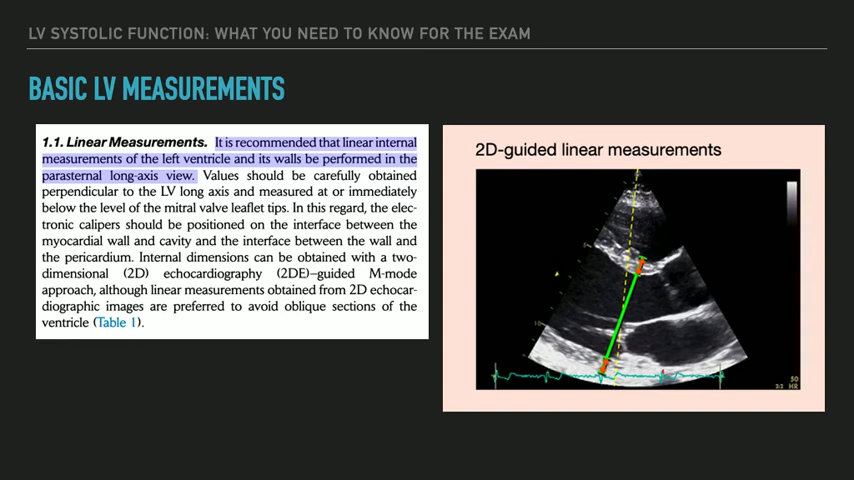 LV SYSTOLIC FUNCTION: WHAT YOU NEED TO KNOW FOR THE EXAM
BASIC LV MEASUREMENTS
1.1. Linear Measurements. It is recommended that linear internal
measurements of the left ventricle and its walls be performed in the
parasternal long-axis view. Values should be carefully obtained
perpendicular to the LV long axis and measured at or immediately
below the level of the mitral valve leaflet tips. In this regard, the elec-
tronic calipers should be positioned on the interface between the
myocardial wall and cavity and the interface between the wall and
the pericardium. Internal dimensions can be obtained with a two-
dimensional (2D) echocardiography (2DE)–guided M-mode
approach, although linear measurements obtained from 2D echocar-
diographic images are preferred to avoid oblique sections of the
ventricle (Table 1).
2D-guided linear measurements
10
50
HR